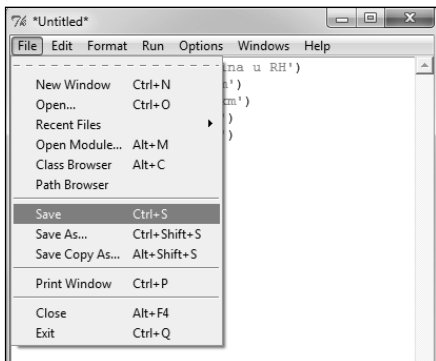 *Untitled*
File Edit Format Run Options Windows Help
ina u RH')
New Window Ctrl+N
Open... Ctrl+O
Recent Files
Open Module... Alt+M
Class Browser Alt+C
Path Browser
Save Ctrl+S
Save As... Ctrl+Shift+S
Save Copy As... Alt+Shift+S
Print Window Ctrl+P
Close Alt+F4
Exit Ctrl+Q